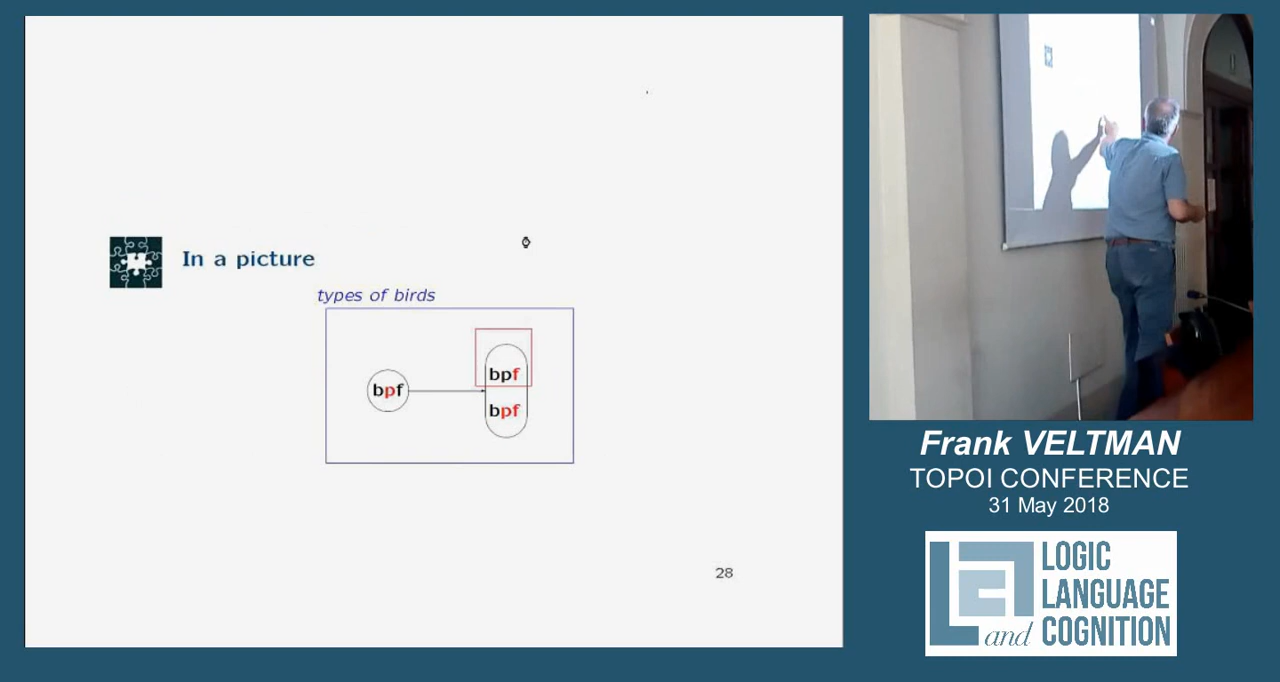 In a picture
types of birds
bpf
bpf
bpf
28
Frank VELTMAN
TOPOI CONFERENCE
31 May 2018
LLC
LOGIC
LANGUAGE
and COGNITION